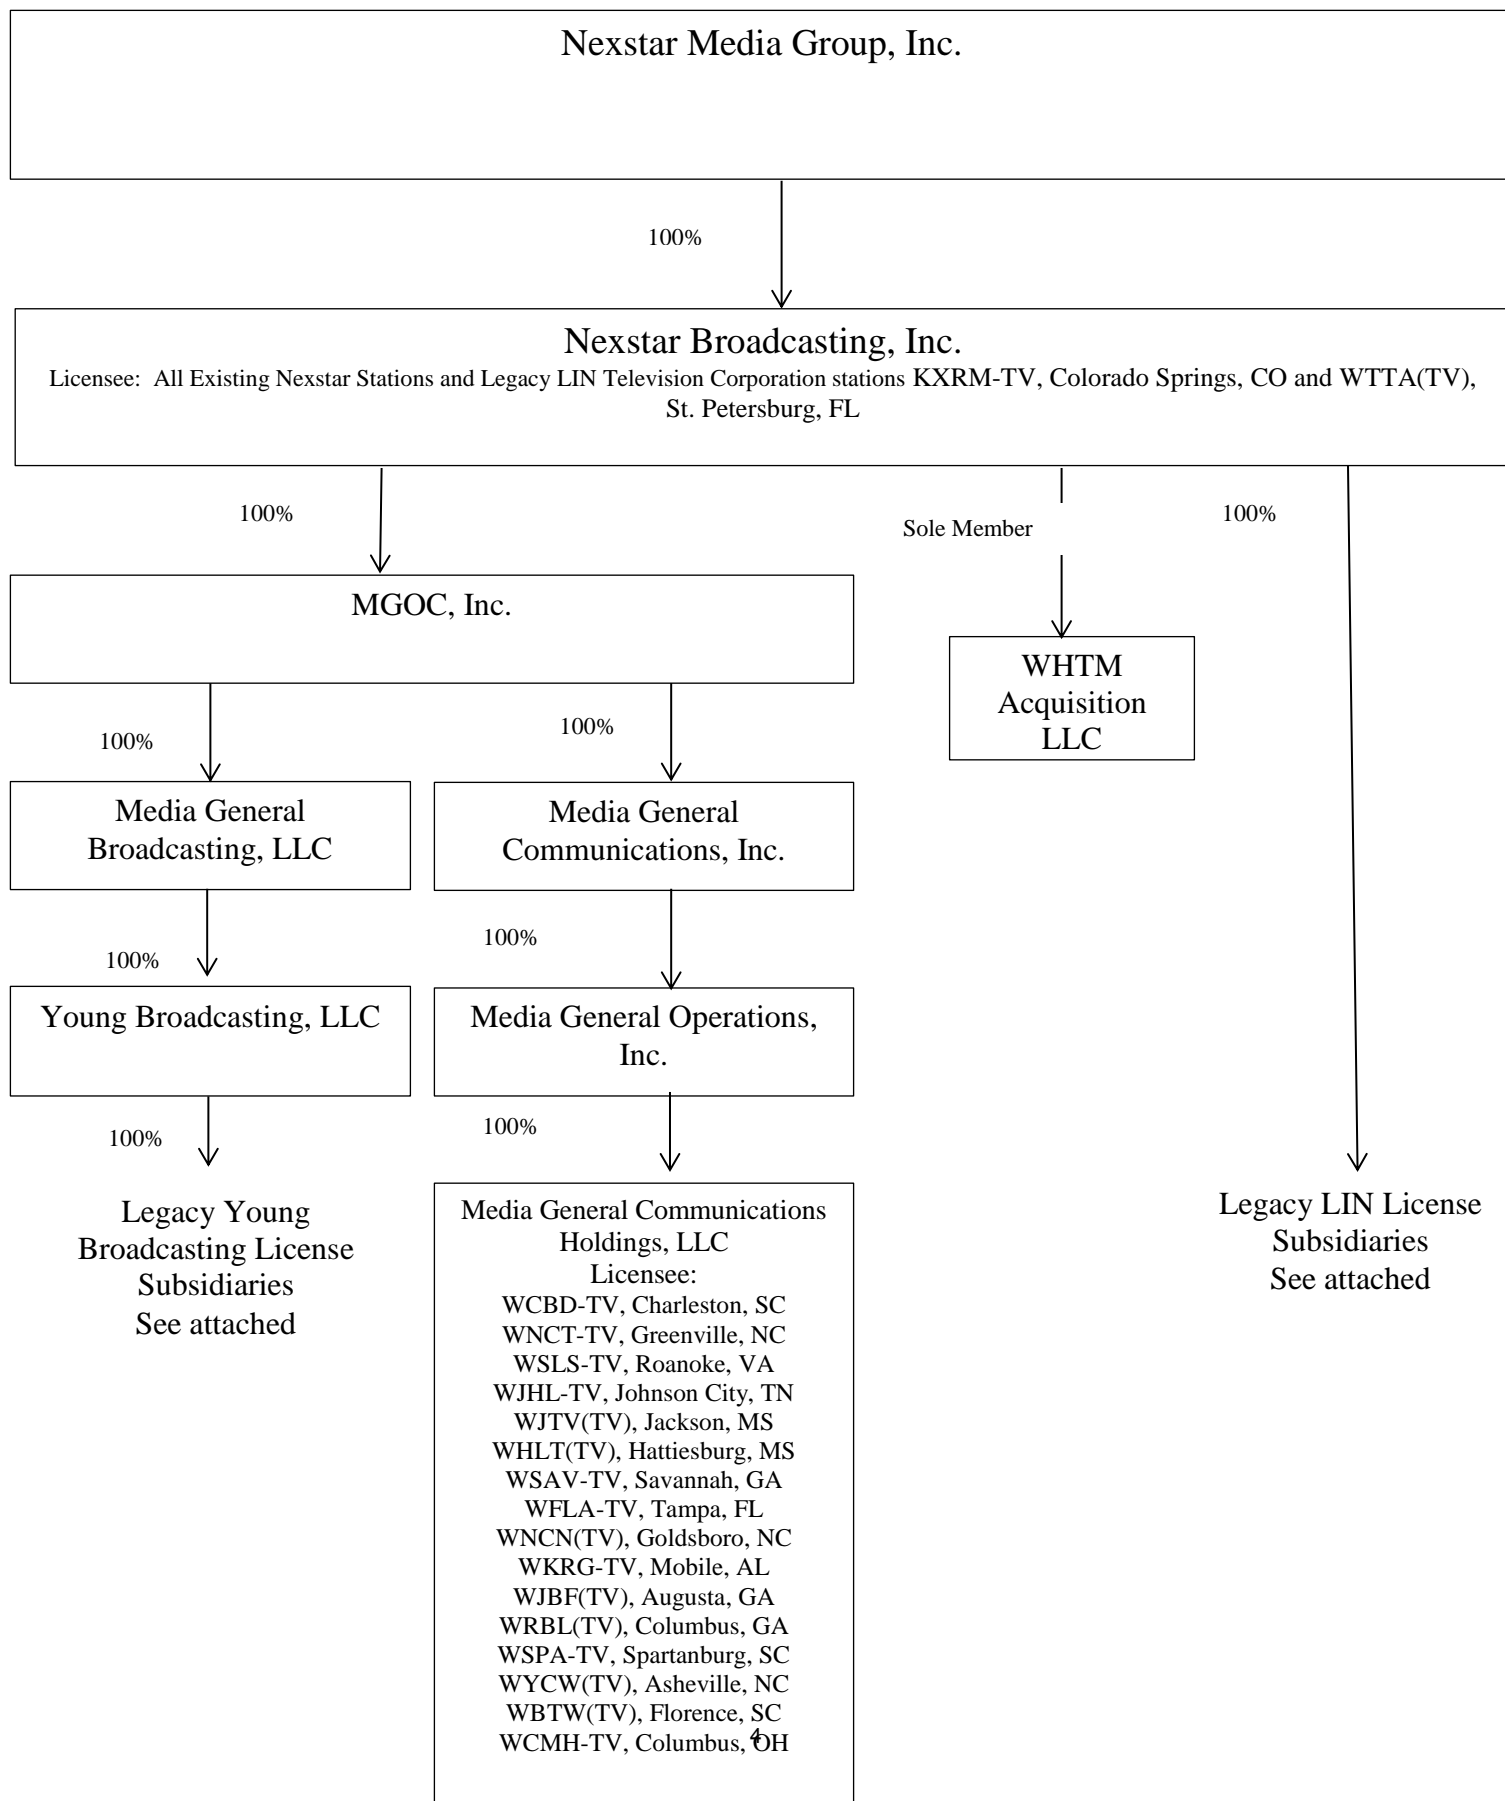 Nexstar Media Group, Inc.
100%
Nexstar Broadcasting, Inc.
Licensee: All Existing Nexstar Stations and Legacy LIN Television Corporation stations KXRM-TV, Colorado Springs, CO and WTTA(TV),
St. Petersburg, FL
100%
Sole Member
100%
MGOC, Inc.
WHTM
Acquisition
LLC
100%
100%
Media General
Broadcasting, LLC
Media General
Communications, Inc.
100%
100%
Young Broadcasting, LLC
Media General Operations,
Inc.
100%
100%
Legacy Young
Broadcasting License
Subsidiaries
See attached
Media General Communications
Holdings, LLC
Licensee:
WCBD-TV, Charleston, SC
WNCT-TV, Greenville, NC
WSLS-TV, Roanoke, VA
WJHL-TV, Johnson City, TN
WJTV(TV), Jackson, MS
WHLT(TV), Hattiesburg, MS
WSAV-TV, Savannah, GA
WFLA-TV, Tampa, FL
WNCN(TV), Goldsboro, NC
WKRG-TV, Mobile, AL
WJBF(TV), Augusta, GA
WRBL(TV), Columbus, GA
WSPA-TV, Spartanburg, SC
WYCW(TV), Asheville, NC
WBTW(TV), Florence, SC
WCMH-TV, Columbus, OH
4
Legacy LIN License
Subsidiaries
See attached